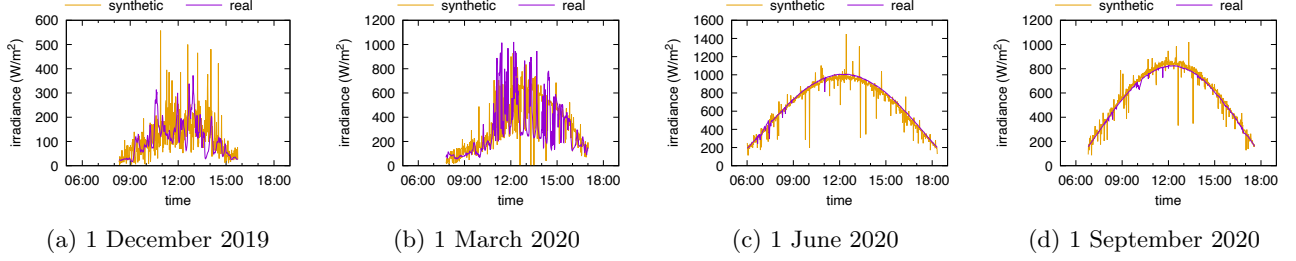 synthetic real
irradiance (W/m²)
600
500
400
300
200
100
0
06:00 09:00 12:00 15:00 18:00
time
(a) 1 December 2019
synthetic real
irradiance (W/m²)
1200
1000
800
600
400
200
0
06:00 09:00 12:00 15:00 18:00
time
(b) 1 March 2020
synthetic real
irradiance (W/m²)
1600
1400
1200
1000
800
600
400
200
0
06:00 09:00 12:00 15:00 18:00
time
(c) 1 June 2020
synthetic real
irradiance (W/m²)
1200
1000
800
600
400
200
0
06:00 09:00 12:00 15:00 18:00
time
(d) 1 September 2020